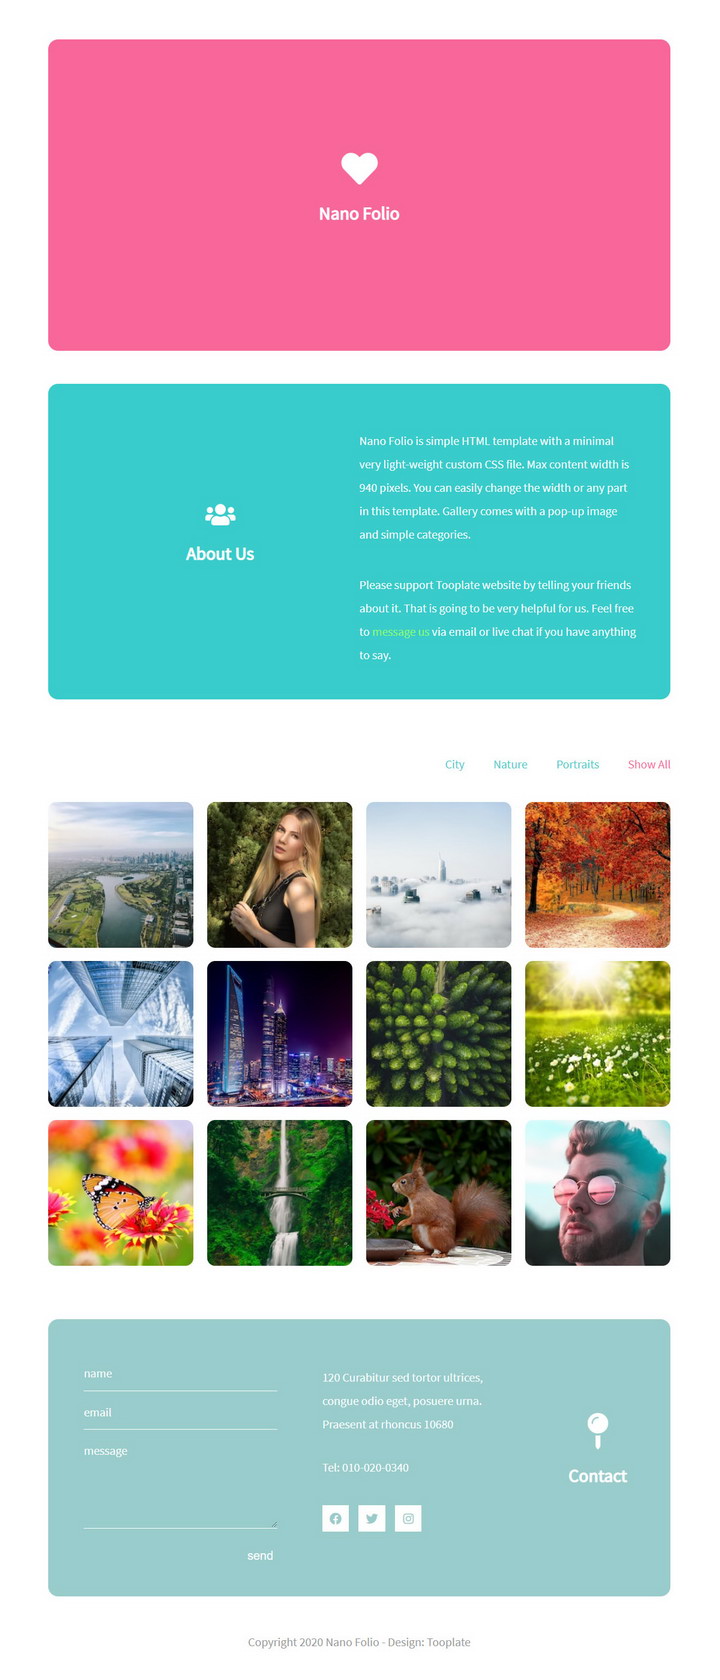 Nano Folio
About Us
Nano Folio is simple HTML template with a minimal
very light-weight custom CSS file. Max content width is
940 pixels. You can easily change the width or any part
in this template. Gallery comes with a pop-up image
and simple categories.
Please support Tooplate website by telling your friends
about it. That is going to be very helpful for us. Feel free
to message us via email or live chat if you have anything
to say.
City Nature Portraits Show All
name
email
message
send
120 Curabitur sed tortor ultrices,
congue odio eget, posuere urna.
Praesent at rhoncus 10680
Tel: 010-020-0340
Contact
Copyright 2020 Nano Folio - Design: Tooplate